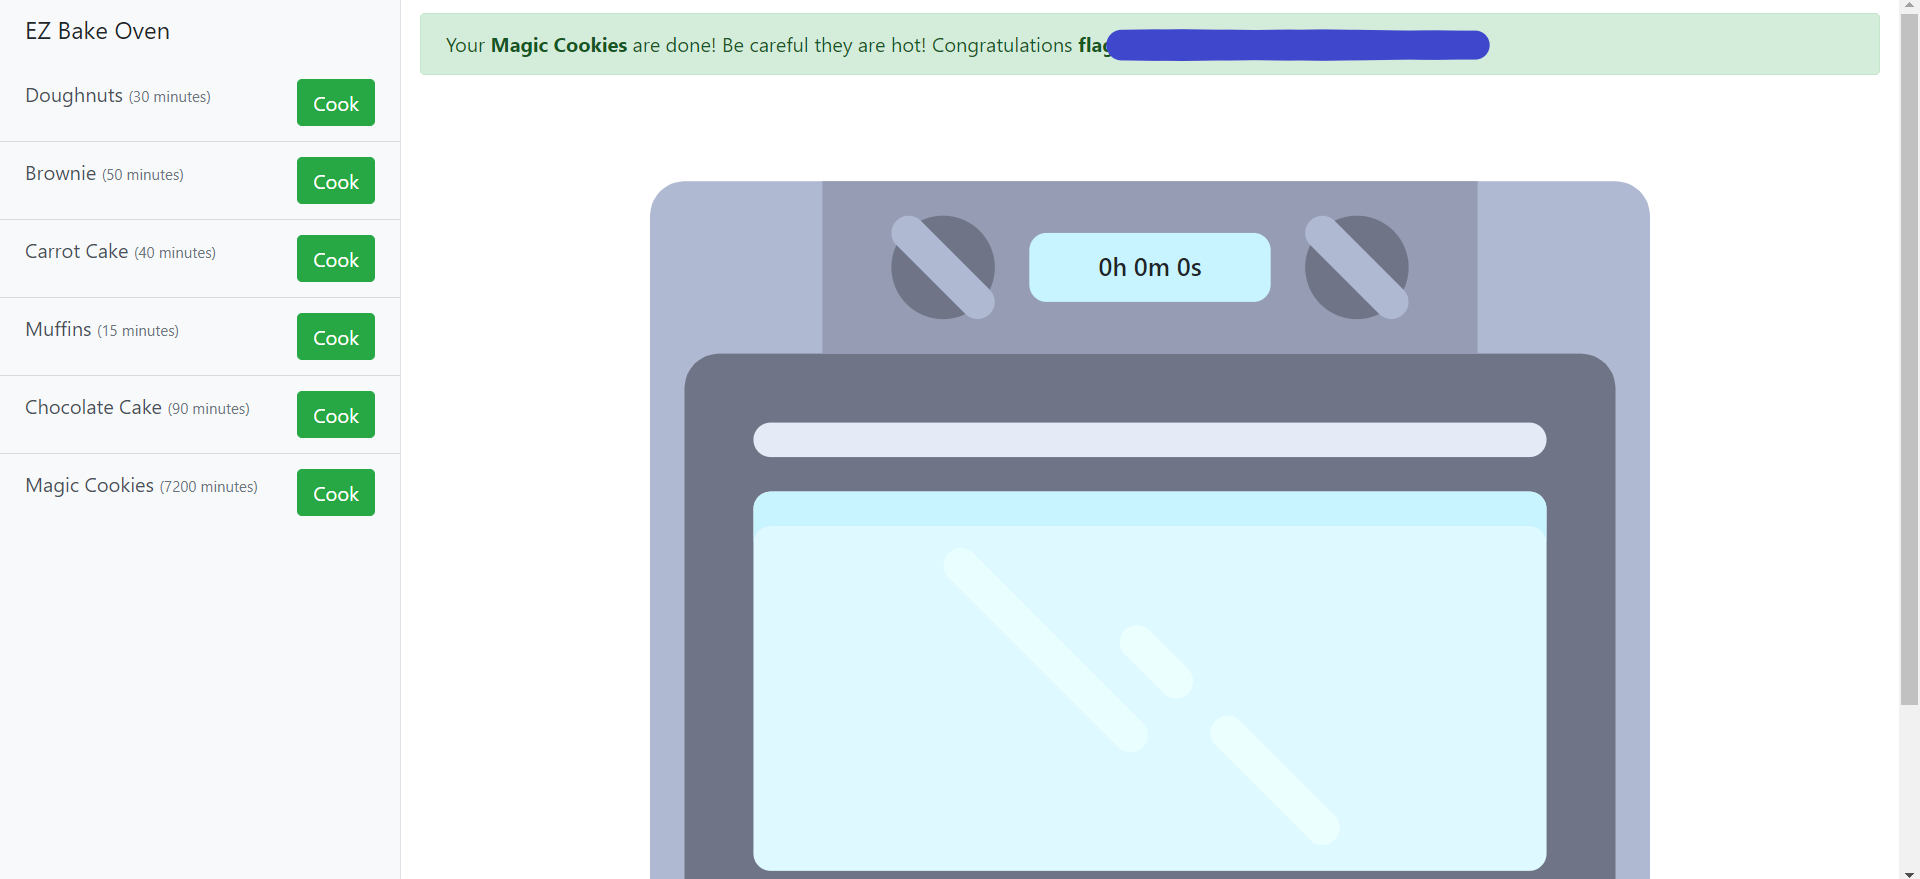 EZ Bake Oven
Your Magic Cookies are done! Be careful they are hot! Congratulations flag
Doughnuts (30 minutes) Cook
Brownie (50 minutes) Cook
Carrot Cake (40 minutes) Cook
Muffins (15 minutes) Cook
Chocolate Cake (90 minutes) Cook
Magic Cookies (7200 minutes) Cook
0h 0m 0s